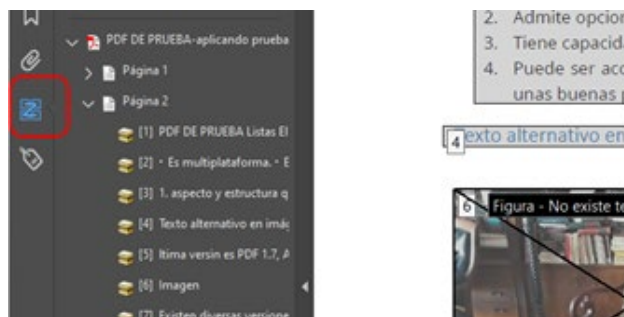 PDF DE PRUEBA-aplicando prueba
Página 1
Página 2
[1] PDF DE PRUEBA Listas El
[2] • Es multiplataforma. • E
[3] 1. aspecto y estructura q
[4] Texto alternativo en imág
[5] ltima versin es PDF 1.7, A
[6] Imagen
[7] Existen diversas versione
2. Admite opcion
3. Tiene capacida
4. Puede ser acc
unas buenas p
4 exto alternativo en
6 Figura - No existe te